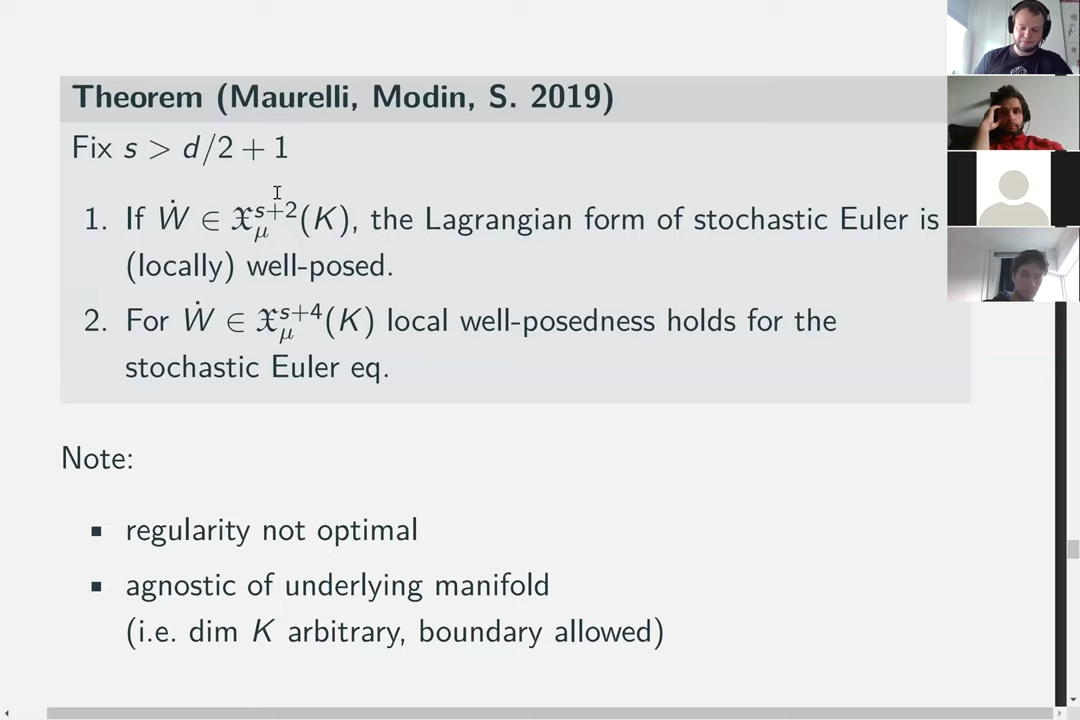 Theorem (Maurelli, Modin, S. 2019)
Fix s > d/2 + 1
1. If Ẇ ∈ 𝔛^{s+2}_μ(K), the Lagrangian form of stochastic Euler is
(locally) well-posed.
2. For Ẇ ∈ 𝔛^{s+4}_μ(K) local well-posedness holds for the
stochastic Euler eq.
Note:
▪ regularity not optimal
▪ agnostic of underlying manifold
(i.e. dim K arbitrary, boundary allowed)